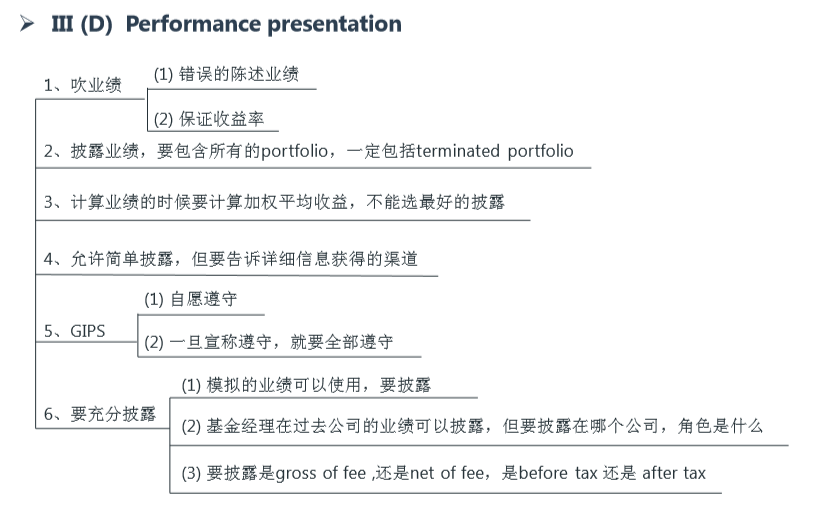 ➢ III (D) Performance presentation
1、吹业绩
(1) 错误的陈述业绩
(2) 保证收益率
2、披露业绩，要包含所有的portfolio，一定包括terminated portfolio
3、计算业绩的时候要计算加权平均收益，不能选最好的披露
4、允许简单披露，但要告诉详细信息获得的渠道
5、GIPS
(1) 自愿遵守
(2) 一旦宣称遵守，就要全部遵守
6、要充分披露
(1) 模拟的业绩可以使用，要披露
(2) 基金经理在过去公司的业绩可以披露，但要披露在哪个公司，角色是什么
(3) 要披露是gross of fee ,还是net of fee，是before tax 还是 after tax